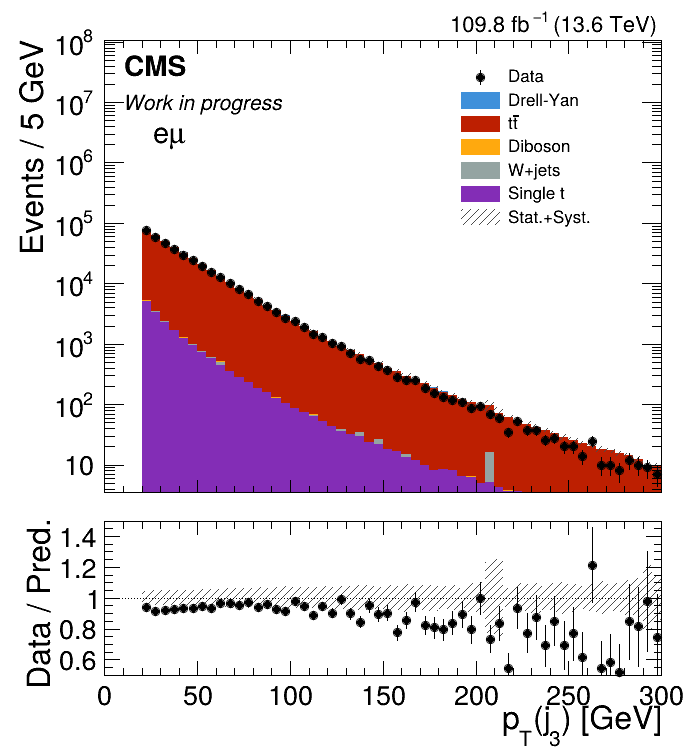 109.8 fb⁻¹ (13.6 TeV)
CMS
Work in progress
eμ
Data
Drell-Yan
tt̄
Diboson
W+jets
Single t
Stat.+Syst.
Events / 5 GeV
10⁸
10⁷
10⁶
10⁵
10⁴
10³
10²
10
Data / Pred.
1.4
1.2
1
0.8
0.6
0 50 100 150 200 250 300
p_T(j_3) [GeV]